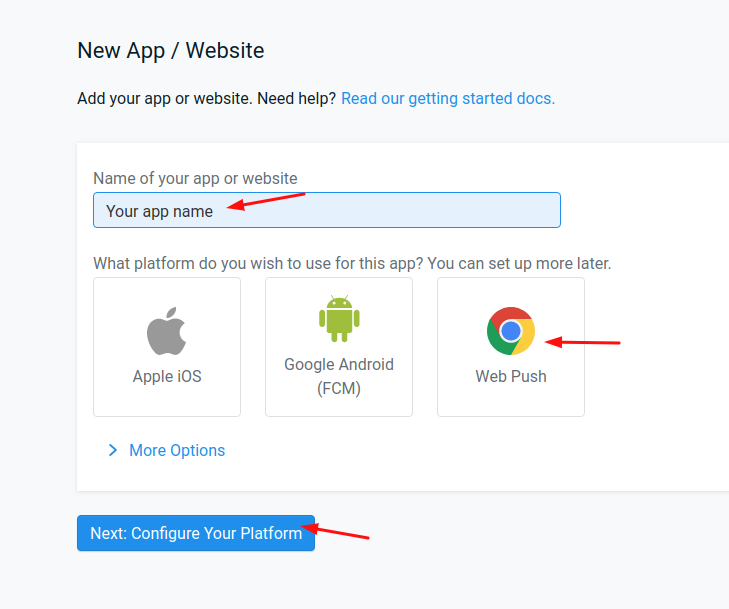 New App / Website
Add your app or website. Need help? Read our getting started docs.
Name of your app or website
Your app name
What platform do you wish to use for this app? You can set up more later.
Apple iOS
Google Android
(FCM)
Web Push
More Options
Next: Configure Your Platform